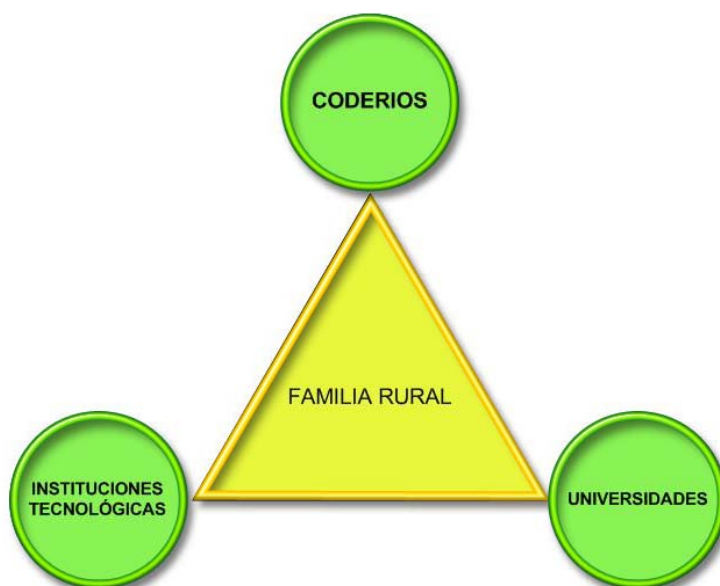 CODERIOS
FAMILIA RURAL
INSTITUCIONES
TECNOLÓGICAS
UNIVERSIDADES